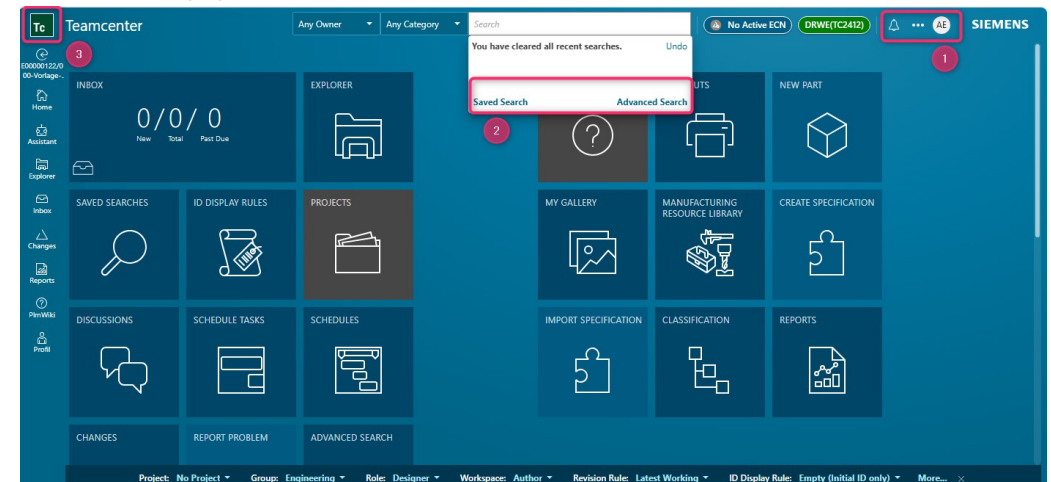 Tc Teamcenter
Any Owner Any Category Search
No Active ECN DRWE(TC2412) AE SIEMENS
1
3
You have cleared all recent searches. Undo
Saved Search Advanced Search
2
E00000122/0
00-Vorlage-..
Home
Assistant
Explorer
Inbox
Changes
Reports
PlmWiki
Profil
INBOX
0/0/0
New Total Past Due
EXPLORER
UTS
NEW PART
SAVED SEARCHES
ID DISPLAY RULES
PROJECTS
MY GALLERY
MANUFACTURING
RESOURCE LIBRARY
CREATE SPECIFICATION
DISCUSSIONS
SCHEDULE TASKS
SCHEDULES
IMPORT SPECIFICATION
CLASSIFICATION
REPORTS
CHANGES
REPORT PROBLEM
ADVANCED SEARCH
Project: No Project Group: Engineering Role: Designer Workspace: Author Revision Rule: Latest Working ID Display Rule: Empty (Initial ID only) More...